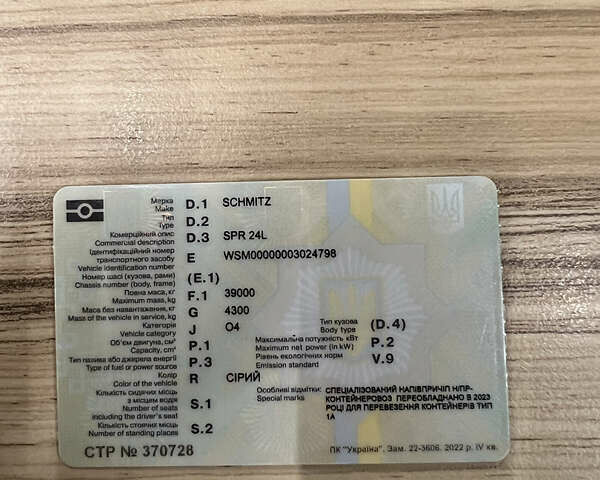 Марка
Make D.1 SCHMITZ
Тип
Type D.2
Комерційний опис
Commercial description D.3 SPR 24L
Ідентифікаційний номер
транспортного засобу
Vehicle identification number E WSM00000003024798
Номер шасі (кузова, рами)
Chassis number (body, frame) (E.1)
Повна маса, кг
Maximum mass, kg F.1 39000
Маса без навантаження, кг
Mass of the vehicle in service, kg G 4300
Категорія
Vehicle category J O4
Об'єм двигуна, см³
Capacity, cm³ P.1
Тип палива або джерела енергії
Type of fuel or power source P.3
Колір
Color of the vehicle R СІРИЙ
Кількість сидячих місць
з місцем водія
Number of seats
including the driver's seat S.1
Кількість стоячих місць
Number of standing places S.2
Тип кузова
Body type (D.4)
Максимальна потужність кВт
Maximum net power (in kW) P.2
Рівень екологічних норм
Emission standard V.9
Особливі відмітки:
Special marks
СПЕЦІАЛІЗОВАНИЙ НАПІВПРИЧІП Н/ПР-
КОНТЕЙНЕРОВОЗ ПЕРЕОБЛАДНАНО В 2023
РОЦІ ДЛЯ ПЕРЕВЕЗЕННЯ КОНТЕЙНЕРІВ ТИП
1А
СТР № 370728
ПК "Україна". Зам. 22-3606. 2022 р. IV кв.